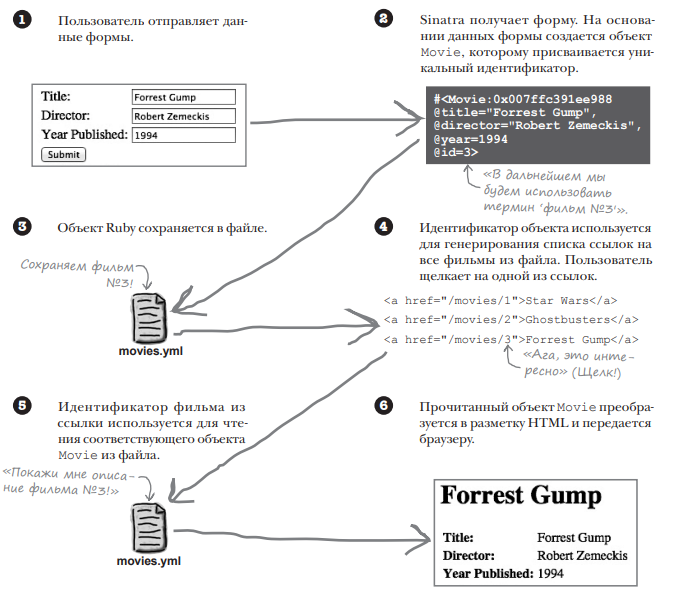 1 Пользователь отправляет дан-
ные формы.
Title: Forrest Gump
Director: Robert Zemeckis
Year Published: 1994
Submit
2 Sinatra получает форму. На основа-
нии данных формы создается объект
Movie, которому присваивается уни-
кальный идентификатор.
#<Movie:0x007ffc391ee988
@title="Forrest Gump",
@director="Robert Zemeckis",
@year=1994
@id=3>
«В дальнейшем мы
будем использовать
термин ‘фильм №3’».
3 Объект Ruby сохраняется в файле.
Сохраняем фильм
№3!
movies.yml
4 Идентификатор объекта используется
для генерирования списка ссылок на
все фильмы из файла. Пользователь
щелкает на одной из ссылок.
<a href="/movies/1">Star Wars</a>
<a href="/movies/2">Ghostbusters</a>
<a href="/movies/3">Forrest Gump</a>
«Ага, это инте-
ресно» (Щелк!)
5 Идентификатор фильма из
ссылки используется для чте-
ния соответствующего объекта
Movie из файла.
«Покажи мне описа-
ние фильма №3!»
movies.yml
6 Прочитанный объект Movie преобра-
зуется в разметку HTML и передается
браузеру.
Forrest Gump
Title: Forrest Gump
Director: Robert Zemeckis
Year Published: 1994